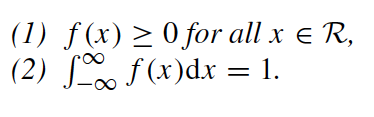 (1) f(x) ≥ 0 for all x ∈ ℛ,
(2) ∫_{-∞}^{∞} f(x)dx = 1.